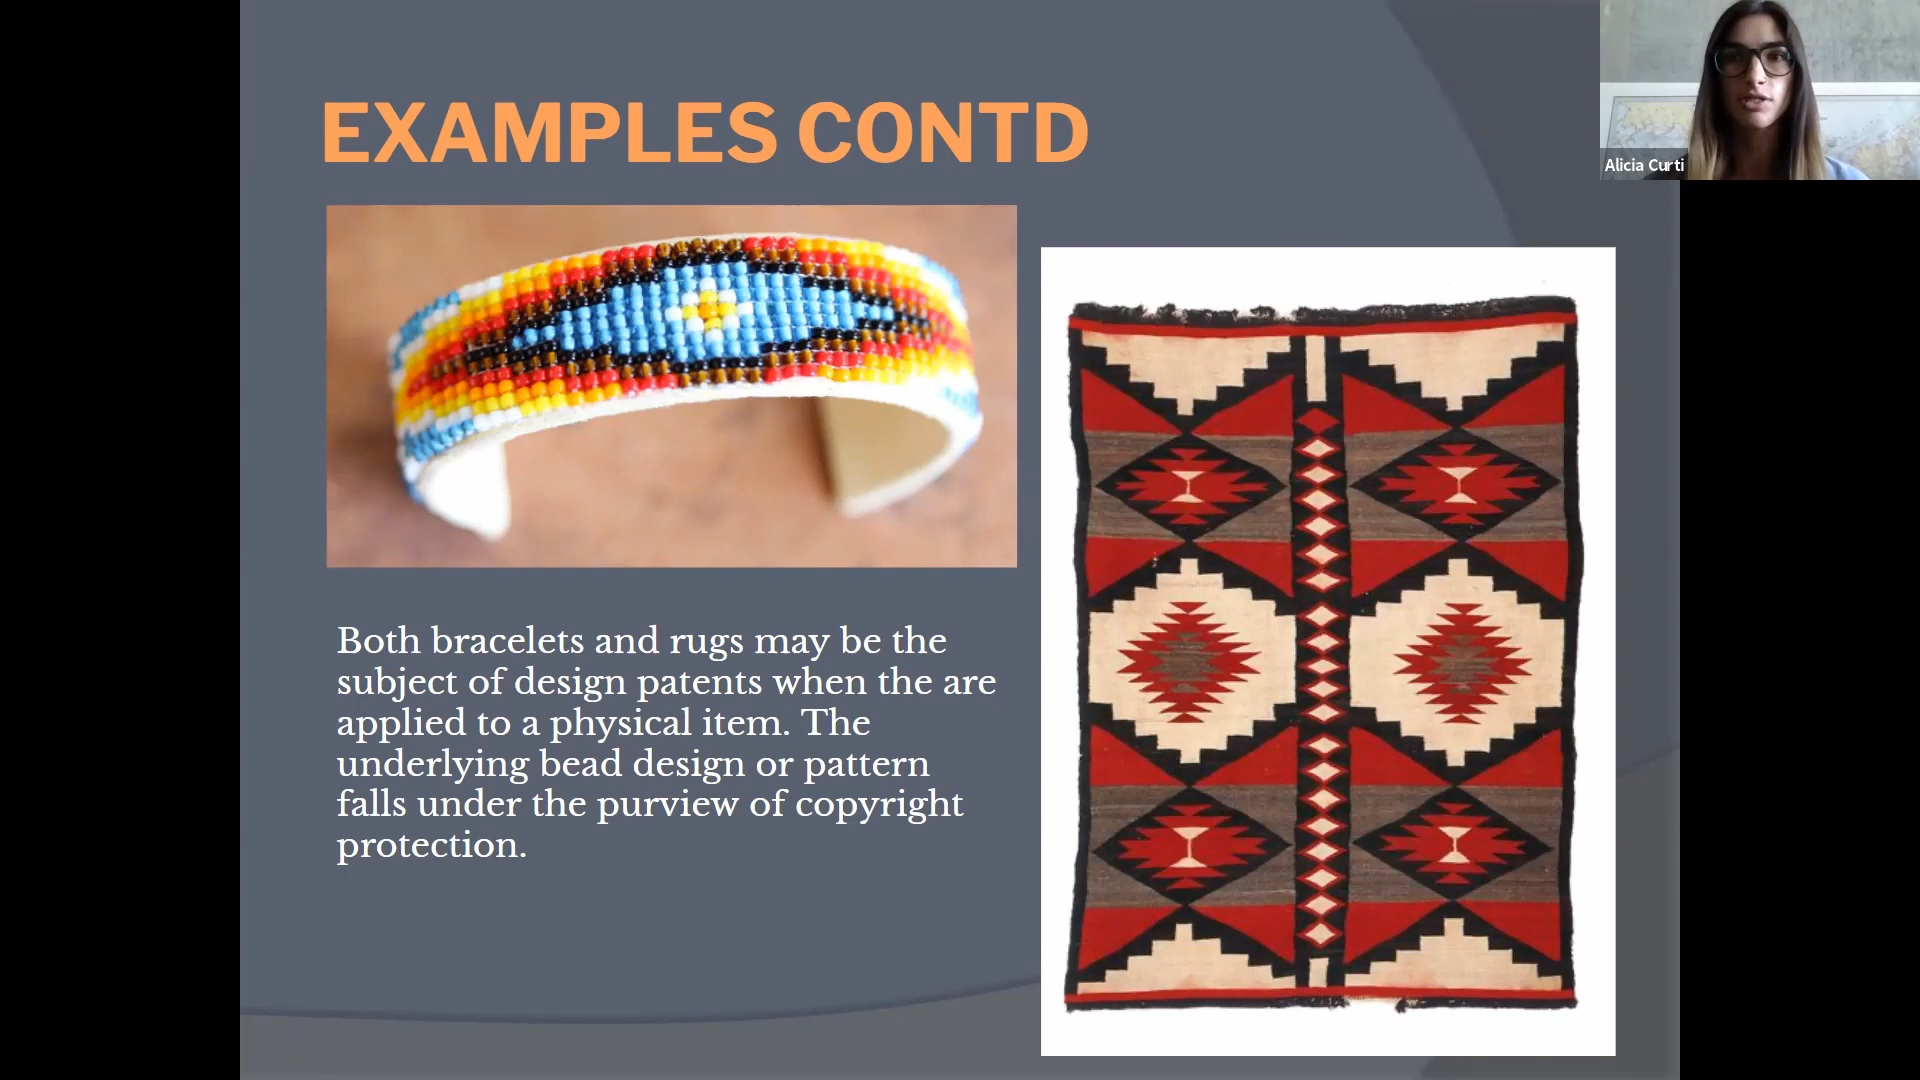 EXAMPLES CONTD
Alicia Curti
Both bracelets and rugs may be the
subject of design patents when the are
applied to a physical item. The
underlying bead design or pattern
falls under the purview of copyright
protection.